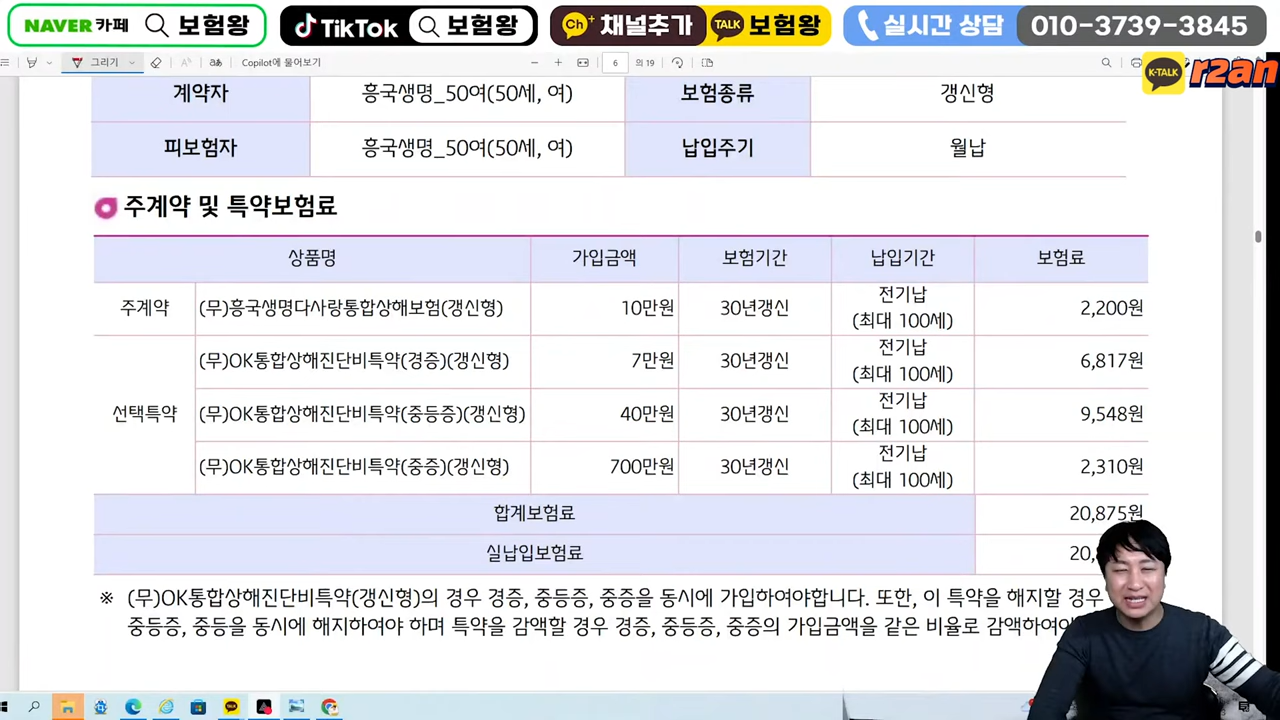 NAVER 카페 보험왕 TikTok 보험왕 Ch+ 채널추가 TALK 보험왕 실시간 상담 010-3739-3845
그리기 aあ Copilot에 물어보기 6 의 19
K-TALK r2an
계약자 흥국생명_50여(50세, 여) 보험종류 갱신형
피보험자 흥국생명_50여(50세, 여) 납입주기 월납
주계약 및 특약보험료
상품명 가입금액 보험기간 납입기간 보험료
주계약 (무)흥국생명다사랑통합상해보험(갱신형) 10만원 30년갱신 전기납 2,200원
(최대 100세)
선택특약 (무)OK통합상해진단비특약(경증)(갱신형) 7만원 30년갱신 전기납 6,817원
(최대 100세)
(무)OK통합상해진단비특약(중등증)(갱신형) 40만원 30년갱신 전기납 9,548원
(최대 100세)
(무)OK통합상해진단비특약(중증)(갱신형) 700만원 30년갱신 전기납 2,310원
(최대 100세)
합계보험료 20,875원
실납입보험료
※ (무)OK통합상해진단비특약(갱신형)의 경우 경증, 중등증, 중증을 동시에 가입하여야합니다. 또한, 이 특약을 해지할 경우
중등증, 중등을 동시에 해지하여야 하며 특약을 감액할 경우 경증, 중등증, 중증의 가입금액을 같은 비율로